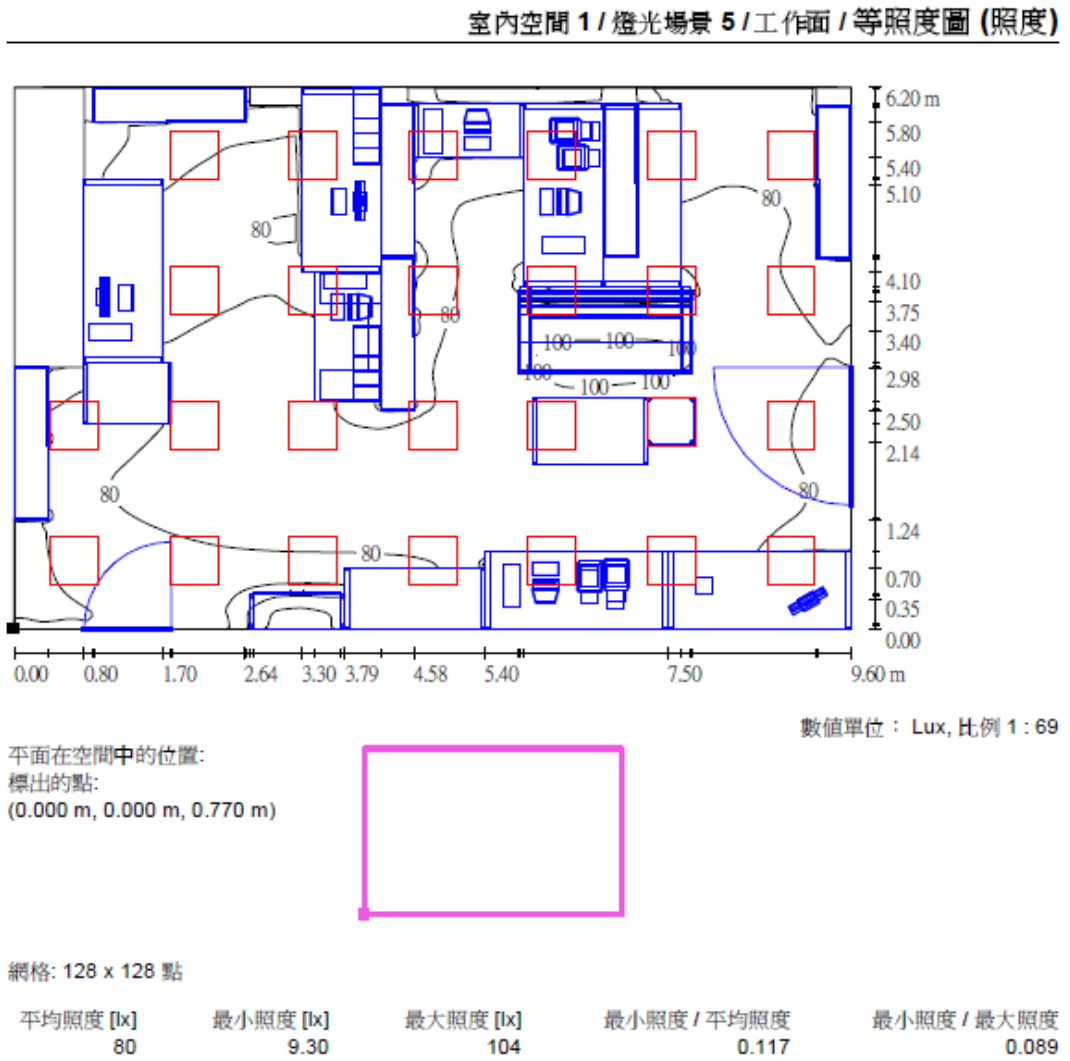 室內空間 1 / 燈光場景 5 / 工作面 / 等照度圖 (照度)
6.20 m
5.80
5.40
5.10
80
80
4.10
3.75
80
3.40
100
100
100
2.98
100
100
100
2.50
2.14
80
80
1.24
80
0.70
0.35
0.00
0.00 0.80 1.70 2.64 3.30 3.79 4.58 5.40 7.50 9.60 m
數值單位： Lux, 比例 1 : 69
平面在空間中的位置:
標出的點:
(0.000 m, 0.000 m, 0.770 m)
網格: 128 x 128 點
平均照度 [lx] 最小照度 [lx] 最大照度 [lx] 最小照度 / 平均照度 最小照度 / 最大照度
80 9.30 104 0.117 0.089